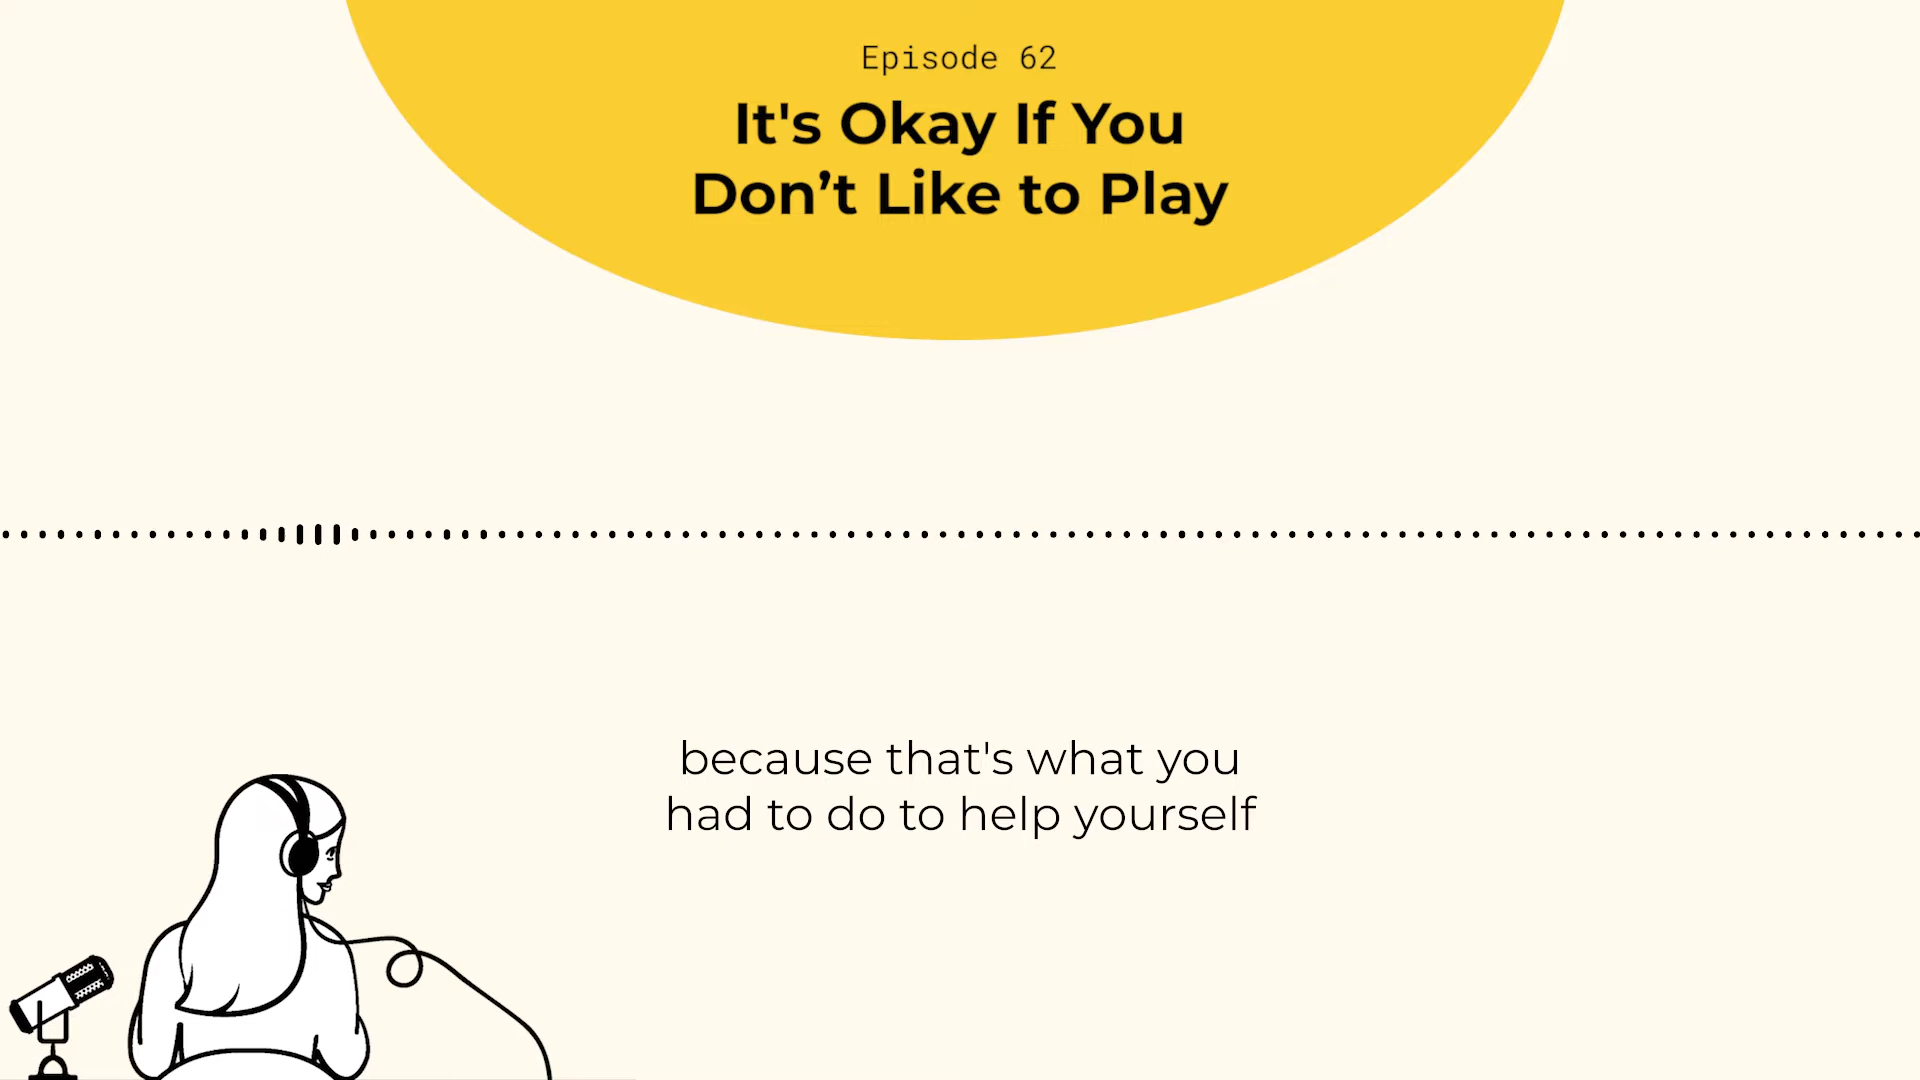 Episode 62
It's Okay If You
Don’t Like to Play
because that's what you
had to do to help yourself